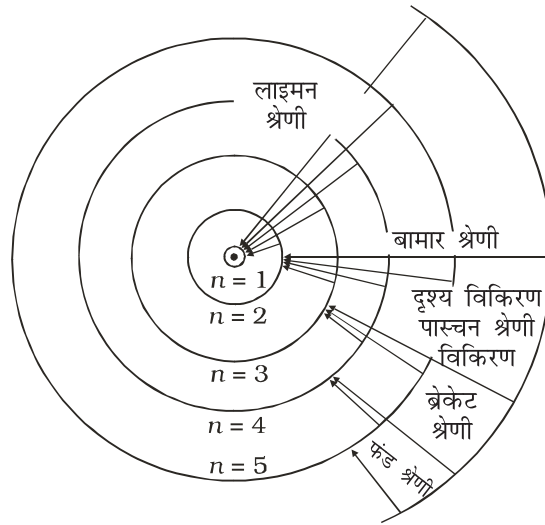 लाइमन
श्रेणी
बामार श्रेणी
n = 1
दृश्य विकिरण
n = 2
पास्चन श्रेणी
विकिरण
n = 3
ब्रेकेट
श्रेणी
n = 4
फंड श्रेणी
n = 5